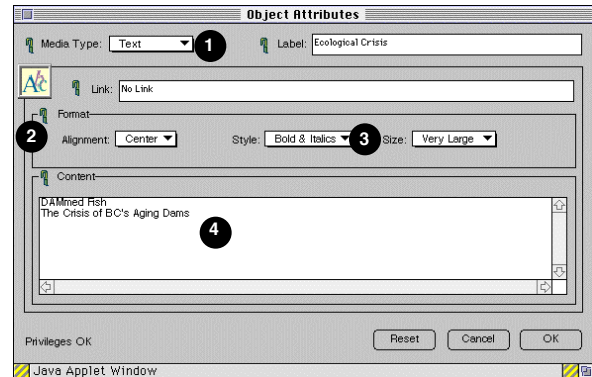 Object Attributes
Media Type: Text 1 Label: Ecological Crisis
Abc
Link: No Link
Format
2 Alignment: Center Style: Bold & Italics 3 Size: Very Large
Content
DAMmed Fish
The Crisis of BC's Aging Dams
4
Privileges OK Reset Cancel OK
Java Applet Window